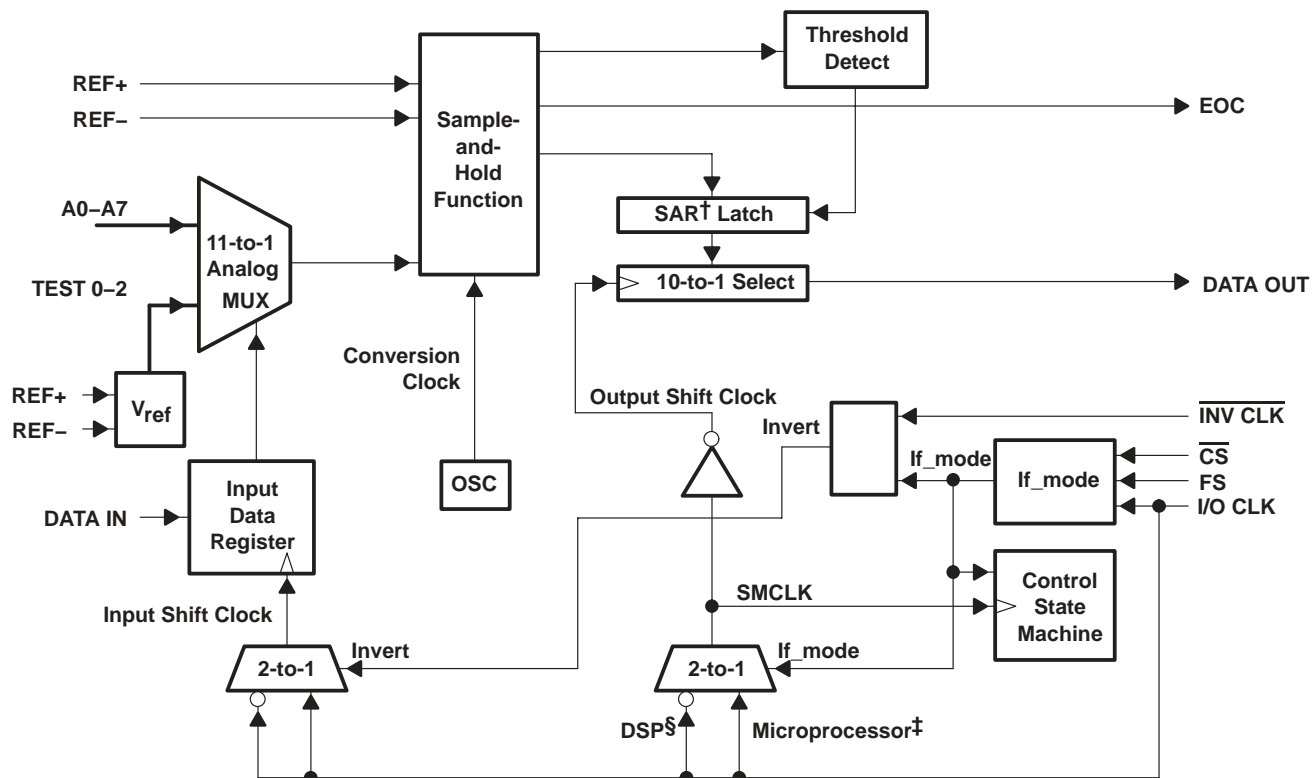 Threshold
Detect
REF+
REF−
EOC
Sample-
and-
Hold
Function
A0−A7
11-to-1
Analog
MUX
SAR† Latch
TEST 0−2
10-to-1 Select
DATA OUT
Conversion
Clock
REF+
REF−
Vref
Output Shift Clock
Invert
INV CLK
If_mode
CS
FS
I/O CLK
If_mode
OSC
Input
Data
Register
DATA IN
SMCLK
Control
State
Machine
Input Shift Clock
Invert
2-to-1
If_mode
2-to-1
DSP§
Microprocessor‡